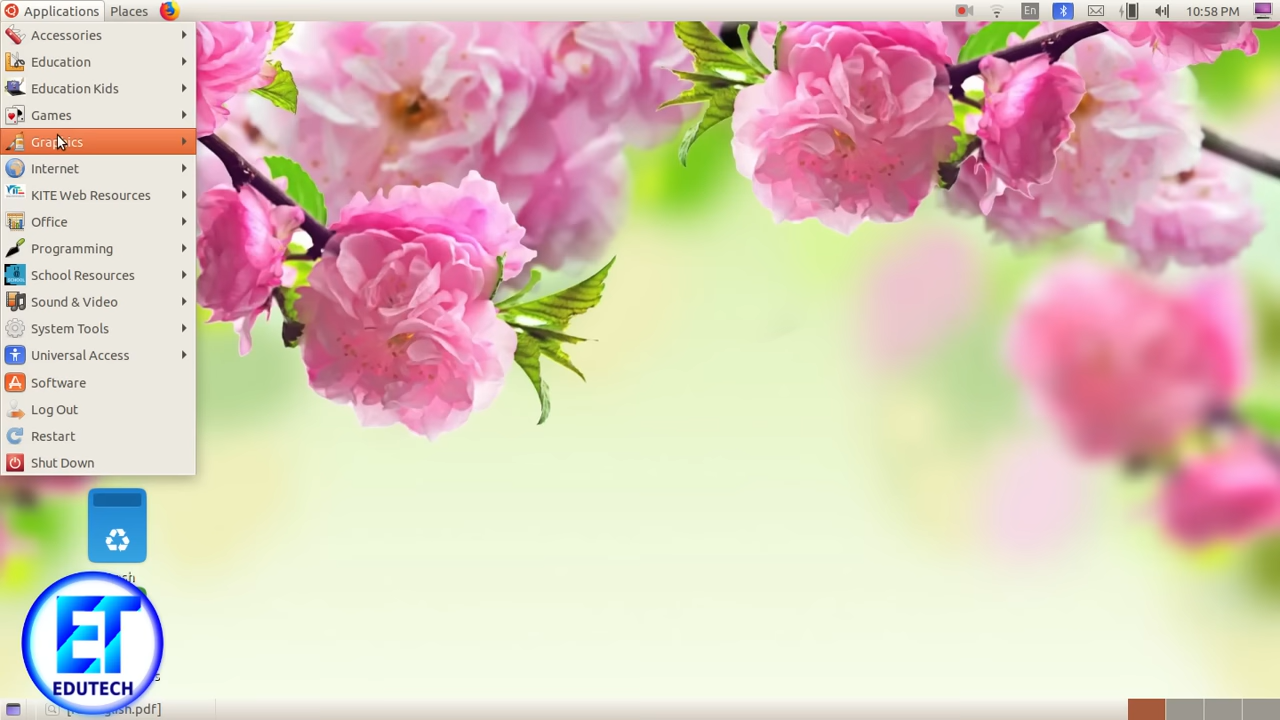 Applications Places
En
10:58 PM
Accessories
Education
Education Kids
Games
Graphics
Internet
KITE Web Resources
Office
Programming
School Resources
Sound & Video
System Tools
Universal Access
Software
Log Out
Restart
Shut Down
ET
EDUTECH